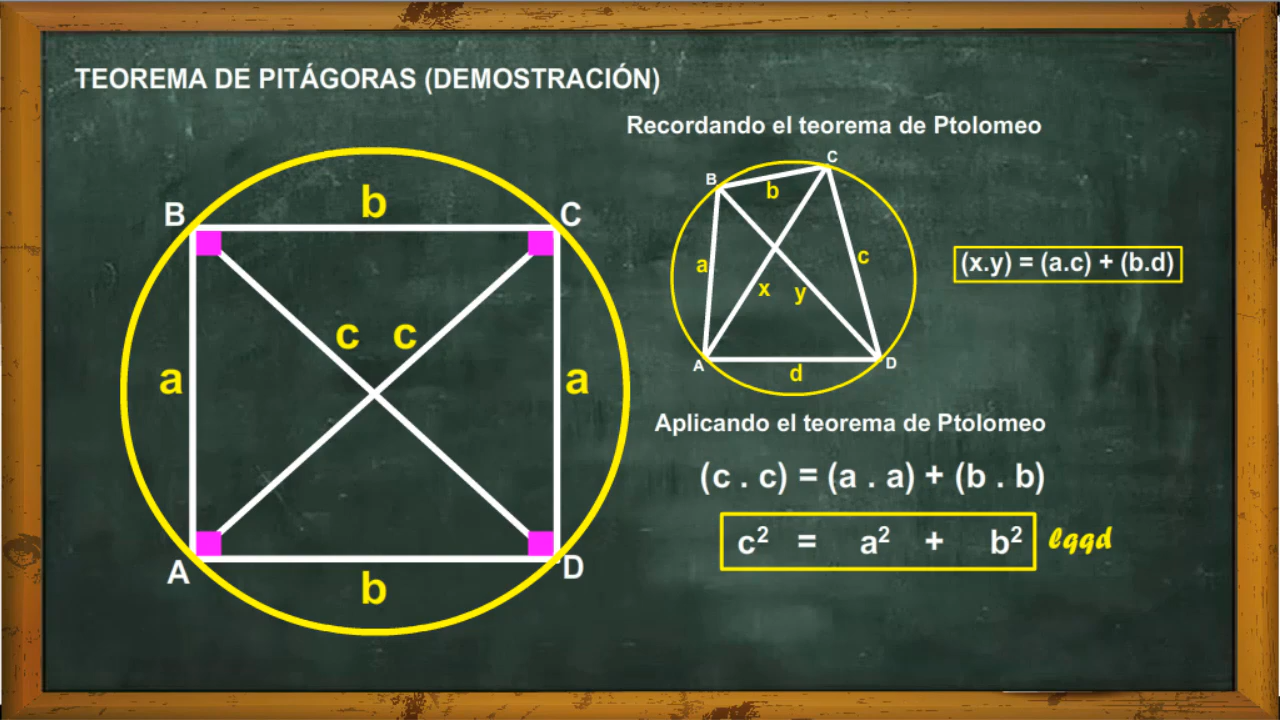 TEOREMA DE PITÁGORAS (DEMOSTRACIÓN)
B
b
C
a
c c
a
A
b
D
Recordando el teorema de Ptolomeo
C
B
b
a
c
x y
A
d
D
(x.y) = (a.c) + (b.d)
Aplicando el teorema de Ptolomeo
(c . c) = (a . a) + (b . b)
c² = a² + b² lqqd